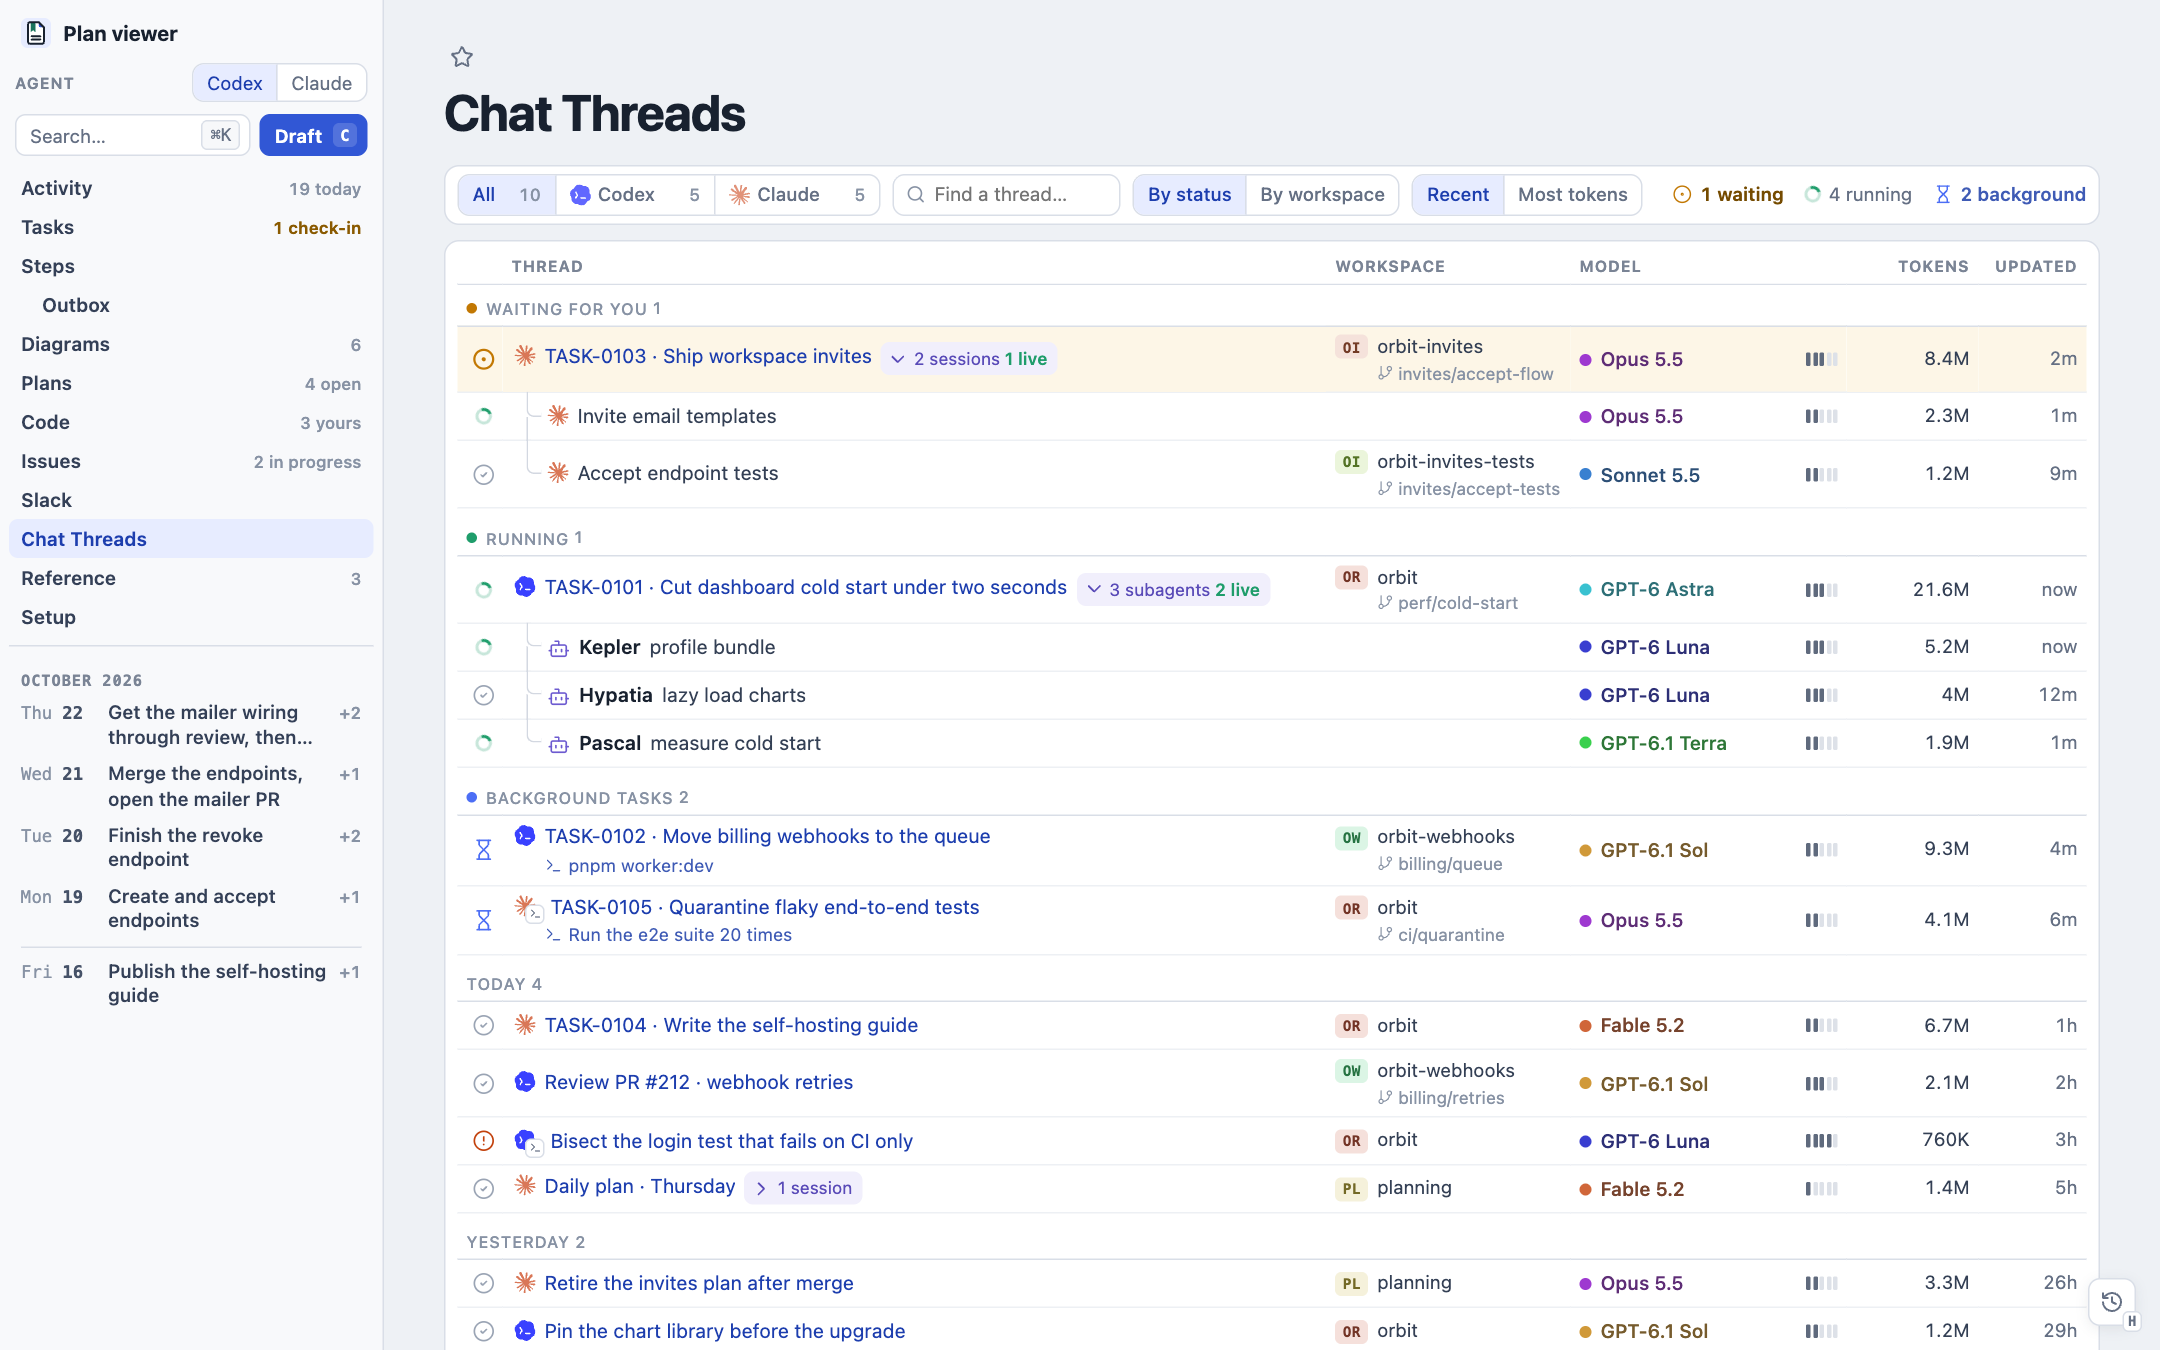 Plan viewer
AGENT
Codex
Claude
Search...
⌘K
Draft
C
Activity
19 today
Tasks
1 check-in
Steps
Outbox
Diagrams
6
Plans
4 open
Code
3 yours
Issues
2 in progress
Slack
Chat Threads
Reference
3
Setup
OCTOBER 2026
Thu 22
Get the mailer wiring
through review, then...
+2
Wed 21
Merge the endpoints,
open the mailer PR
+1
Tue 20
Finish the revoke
endpoint
+2
Mon 19
Create and accept
endpoints
+1
Fri 16
Publish the self-hosting
guide
+1
Chat Threads
All 10
Codex 5
Claude 5
Find a thread...
By status
By workspace
Recent
Most tokens
1 waiting
4 running
2 background
THREAD WORKSPACE MODEL TOKENS UPDATED
WAITING FOR YOU 1
TASK-0103 · Ship workspace invites
2 sessions 1 live
OI orbit-invites
invites/accept-flow
Opus 5.5
8.4M
2m
Invite email templates
Opus 5.5
2.3M
1m
Accept endpoint tests
OI orbit-invites-tests
invites/accept-tests
Sonnet 5.5
1.2M
9m
RUNNING 1
TASK-0101 · Cut dashboard cold start under two seconds
3 subagents 2 live
OR orbit
perf/cold-start
GPT-6 Astra
21.6M
now
Kepler profile bundle
GPT-6 Luna
5.2M
now
Hypatia lazy load charts
GPT-6 Luna
4M
12m
Pascal measure cold start
GPT-6.1 Terra
1.9M
1m
BACKGROUND TASKS 2
TASK-0102 · Move billing webhooks to the queue
pnpm worker:dev
OW orbit-webhooks
billing/queue
GPT-6.1 Sol
9.3M
4m
TASK-0105 · Quarantine flaky end-to-end tests
Run the e2e suite 20 times
OR orbit
ci/quarantine
Opus 5.5
4.1M
6m
TODAY 4
TASK-0104 · Write the self-hosting guide
OR orbit
Fable 5.2
6.7M
1h
Review PR #212 · webhook retries
OW orbit-webhooks
billing/retries
GPT-6.1 Sol
2.1M
2h
Bisect the login test that fails on CI only
OR orbit
GPT-6 Luna
760K
3h
Daily plan · Thursday
1 session
PL planning
Fable 5.2
1.4M
5h
YESTERDAY 2
Retire the invites plan after merge
PL planning
Opus 5.5
3.3M
26h
Pin the chart library before the upgrade
OR orbit
GPT-6.1 Sol
1.2M
29h
H